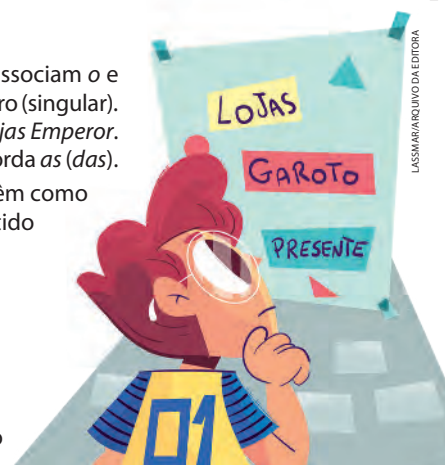 ssociam o e
ro (singular).
jas Emperor.
orda as (das).
êm como
tido
o
LOJAS
GAROTO
PRESENTE
01
LASSMAR/ARQUIVO DA EDITORA